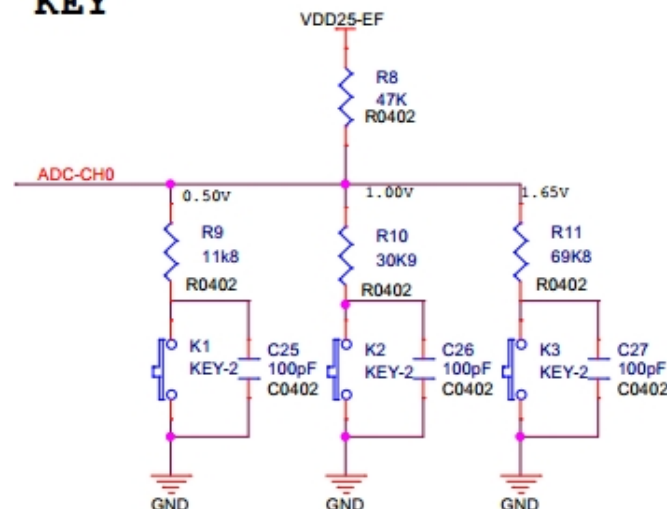 KEY
VDD25-EF
R8
47K
R0402
ADC-CH0
0.50V
1.00V
1.65V
R9
11k8
R0402
R10
30K9
R0402
R11
69K8
R0402
K1
KEY-2
C25
100pF
C0402
K2
KEY-2
C26
100pF
C0402
K3
KEY-2
C27
100pF
C0402
GND
GND
GND